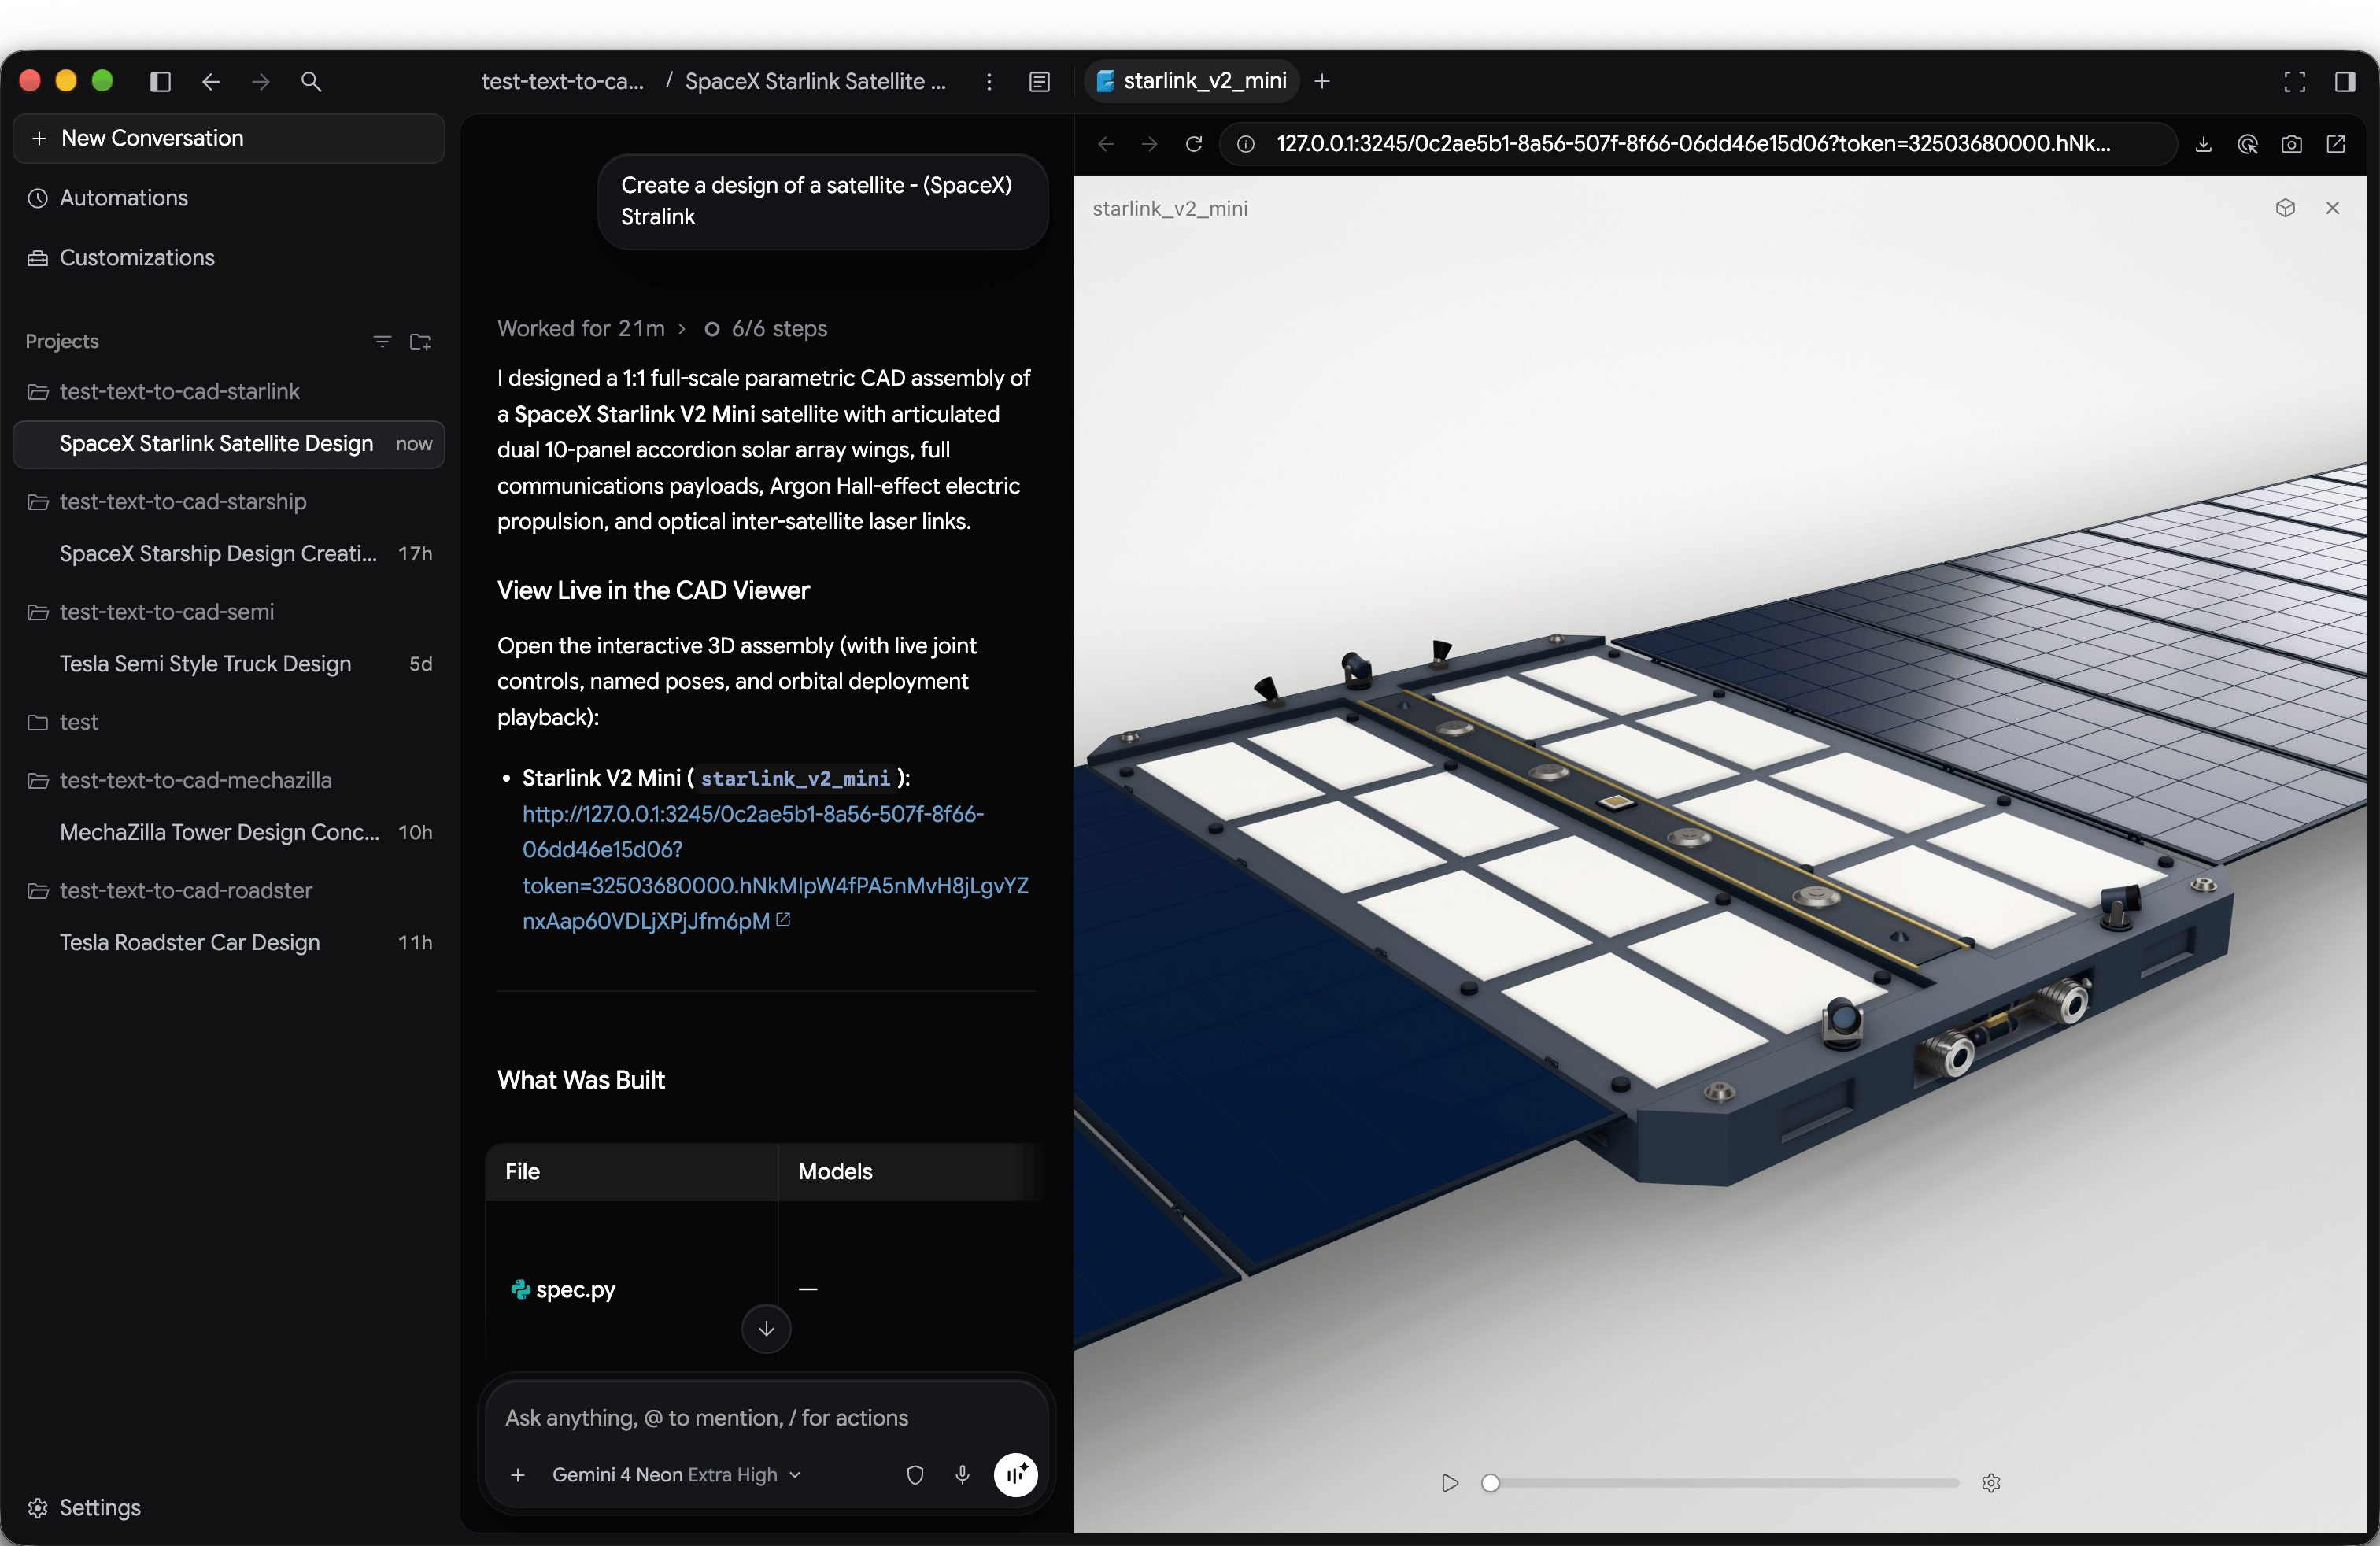 test-text-to-ca... / SpaceX Starlink Satellite ...
starlink_v2_mini
New Conversation
Automations
Customizations
Projects
test-text-to-cad-starlink
SpaceX Starlink Satellite Design now
test-text-to-cad-starship
SpaceX Starship Design Creati... 17h
test-text-to-cad-semi
Tesla Semi Style Truck Design 5d
test
test-text-to-cad-mechazilla
MechaZilla Tower Design Conc... 10h
test-text-to-cad-roadster
Tesla Roadster Car Design 11h
Settings
Create a design of a satellite - (SpaceX)
Stralink
Worked for 21m > 6/6 steps
I designed a 1:1 full-scale parametric CAD assembly of
a SpaceX Starlink V2 Mini satellite with articulated
dual 10-panel accordion solar array wings, full
communications payloads, Argon Hall-effect electric
propulsion, and optical inter-satellite laser links.
View Live in the CAD Viewer
Open the interactive 3D assembly (with live joint
controls, named poses, and orbital deployment
playback):
• Starlink V2 Mini ( starlink_v2_mini ):
http://127.0.0.1:3245/0c2ae5b1-8a56-507f-8f66-
06dd46e15d06?
token=32503680000.hNkMIpW4fPA5nMvH8jLgvYZ
nxAap60VDLjXPjJfm6pM
What Was Built
File Models
spec.py —
Ask anything, @ to mention, / for actions
Gemini 4 Neon Extra High
127.0.0.1:3245/0c2ae5b1-8a56-507f-8f66-06dd46e15d06?token=32503680000.hNk...
starlink_v2_mini